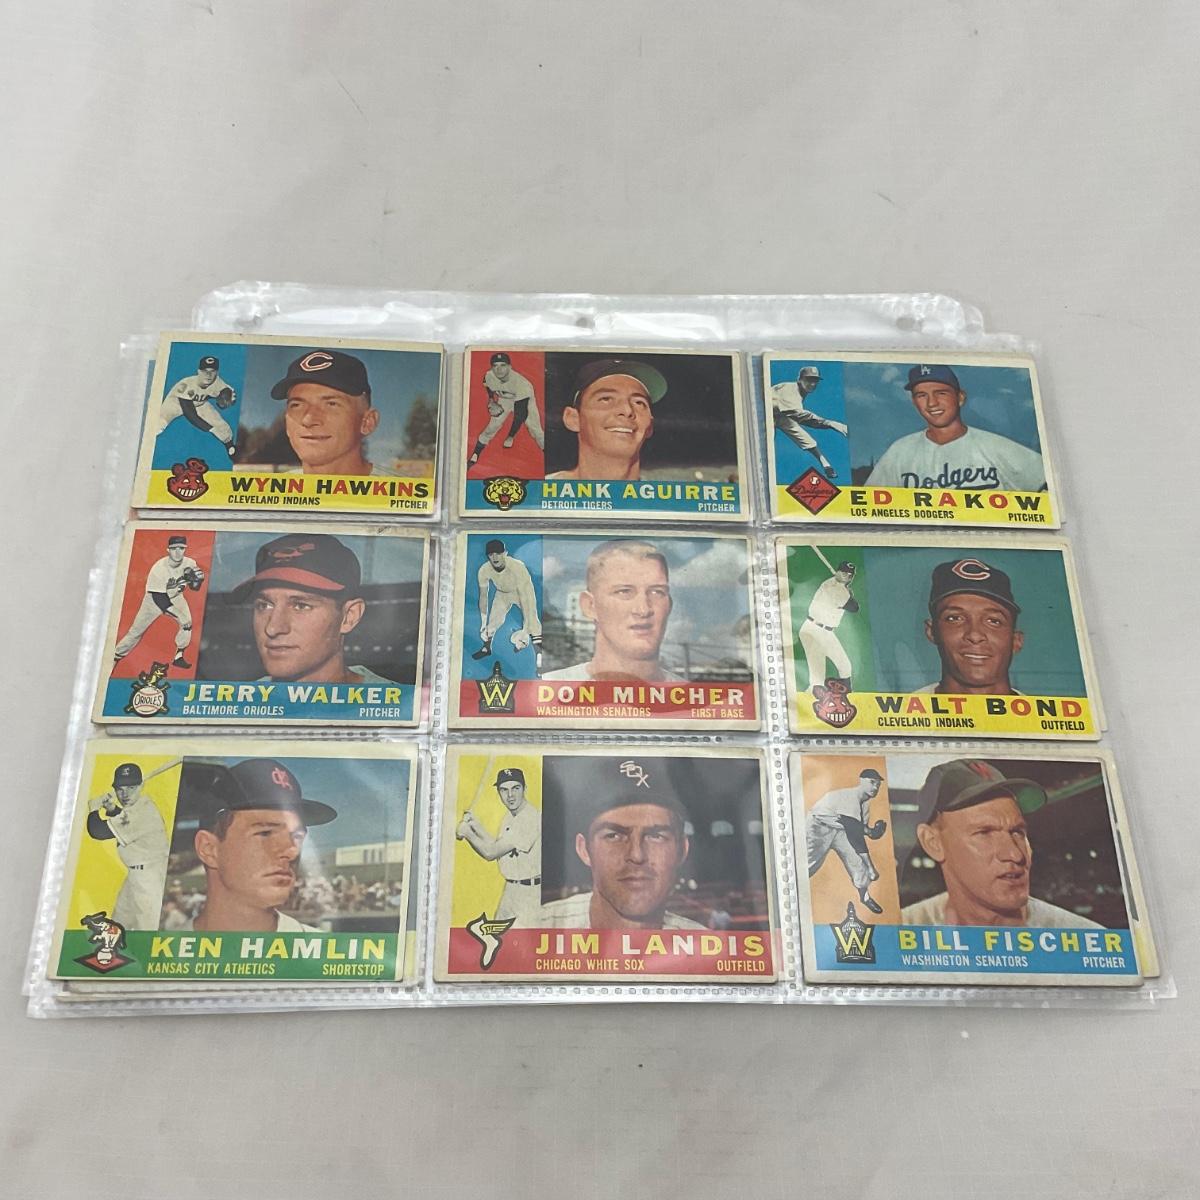 WYNN HAWKINS
CLEVELAND INDIANS PITCHER
HANK AGUIRRE
DETROIT TIGERS PITCHER
Dodgers
Dodgers
ED RAKOW
LOS ANGELES DODGERS PITCHER
ORIOLES
JERRY WALKER
BALTIMORE ORIOLES PITCHER
W
DON MINCHER
WASHINGTON SENATORS FIRST BASE
WALT BOND
CLEVELAND INDIANS OUTFIELD
KEN HAMLIN
KANSAS CITY ATHLETICS SHORTSTOP
SOX
JIM LANDIS
CHICAGO WHITE SOX OUTFIELD
W
BILL FISCHER
WASHINGTON SENATORS PITCHER